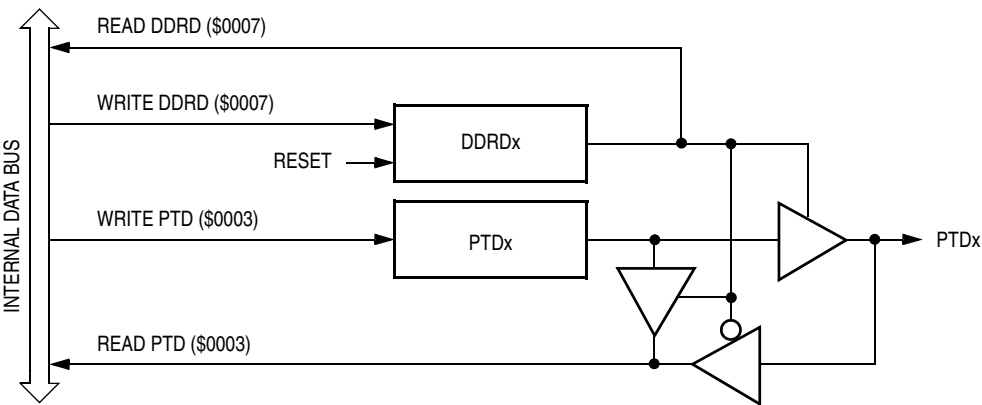 READ DDRD ($0007)
WRITE DDRD ($0007)
DDRDx
RESET
INTERNAL DATA BUS
WRITE PTD ($0003)
PTDx
PTDx
READ PTD ($0003)